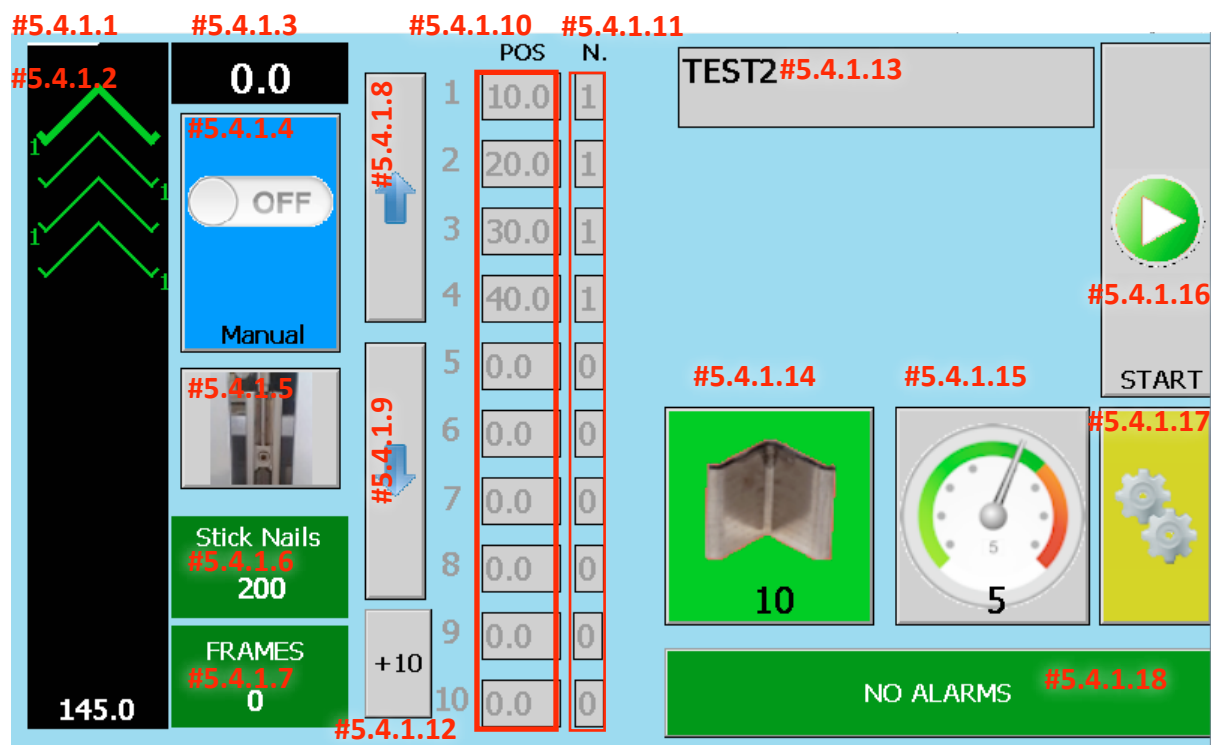 #5.4.1.1 #5.4.1.3 #5.4.1.10 #5.4.1.11
POS N.
#5.4.1.2 0.0 TEST2 #5.4.1.13
#5.4.1.8
1 10.0 1
#5.4.1.4
1
2 20.0 1
1
OFF
3 30.0 1
1
1
4 40.0 1
#5.4.1.16
Manual
5 0.0 0
#5.4.1.5 #5.4.1.14 #5.4.1.15 START
#5.4.1.9
#5.4.1.17
6 0.0 0
7 0.0 0
Stick Nails
#5.4.1.6
200
5
8 0.0 0
10 5
FRAMES
#5.4.1.7
0
+10
9 0.0 0
NO ALARMS #5.4.1.18
145.0
10 0.0 0
#5.4.1.12